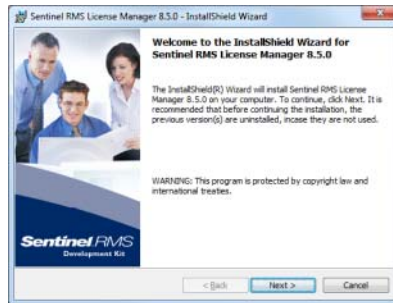 Sentinel RMS License Manager 8.5.0 - InstallShield Wizard
Welcome to the InstallShield Wizard for
Sentinel RMS License Manager 8.5.0
The InstallShield(R) Wizard will install Sentinel RMS License
Manager 8.5.0 on your computer. To continue, click Next. It is
recommended that before continuing the installation, the
previous version(s) are uninstalled, incase they are not used.
WARNING: This program is protected by copyright law and
international treaties.
Sentinel RMS
Development Kit
< Back
Next >
Cancel